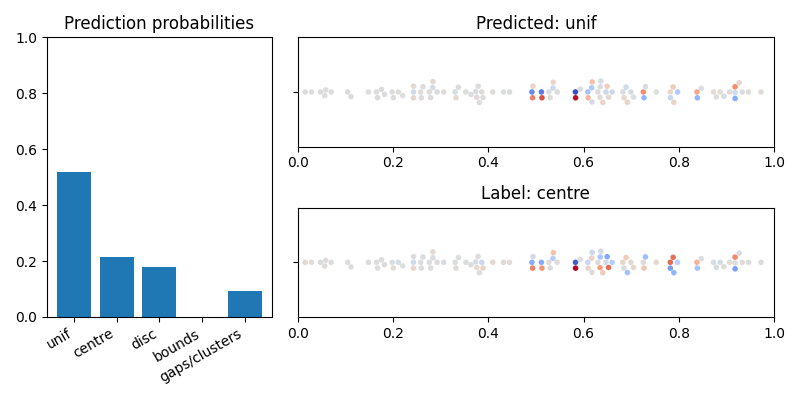 Prediction probabilities
1.0
0.8
0.6
0.4
0.2
0.0
unif
centre
disc
bounds
gaps/clusters
Predicted: unif
0.0 0.2 0.4 0.6 0.8 1.0
Label: centre
0.0 0.2 0.4 0.6 0.8 1.0